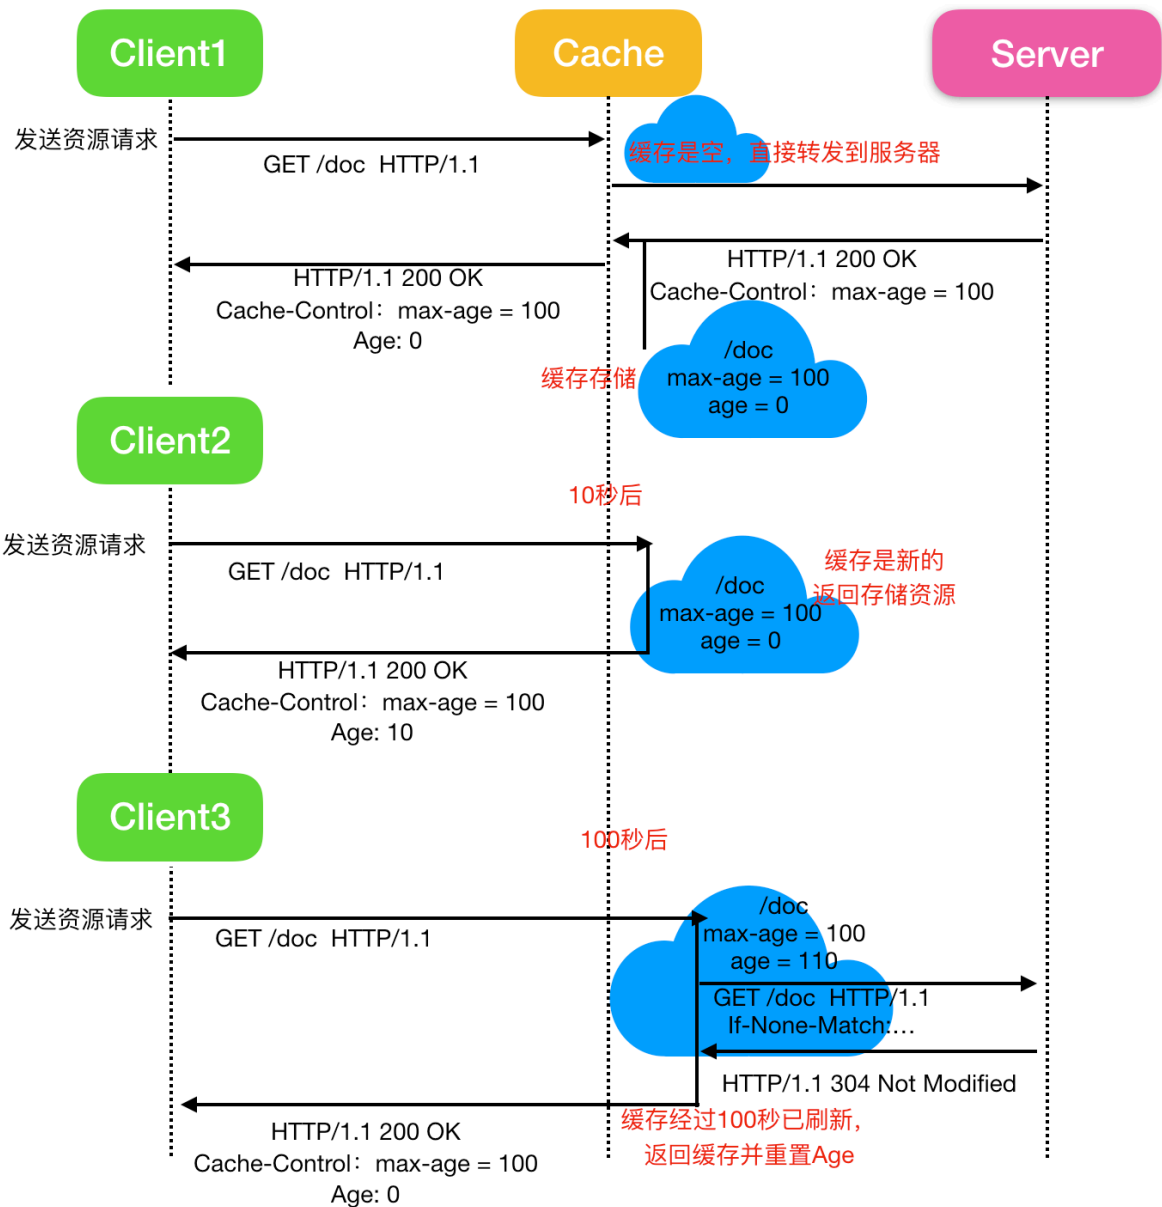 Client1
Cache
Server
发送资源请求
GET /doc  HTTP/1.1
缓存是空，直接转发到服务器
HTTP/1.1 200 OK
Cache-Control：max-age = 100
HTTP/1.1 200 OK
Cache-Control：max-age = 100
Age: 0
/doc
max-age = 100
age = 0
缓存存储
Client2
10秒后
发送资源请求
GET /doc  HTTP/1.1
缓存是新的
返回存储资源
/doc
max-age = 100
age = 0
HTTP/1.1 200 OK
Cache-Control：max-age = 100
Age: 10
Client3
100秒后
发送资源请求
GET /doc  HTTP/1.1
/doc
max-age = 100
age = 110
GET /doc  HTTP/1.1
If-None-Match:...
HTTP/1.1 304 Not Modified
缓存经过100秒已刷新，
返回缓存并重置Age
HTTP/1.1 200 OK
Cache-Control：max-age = 100
Age: 0